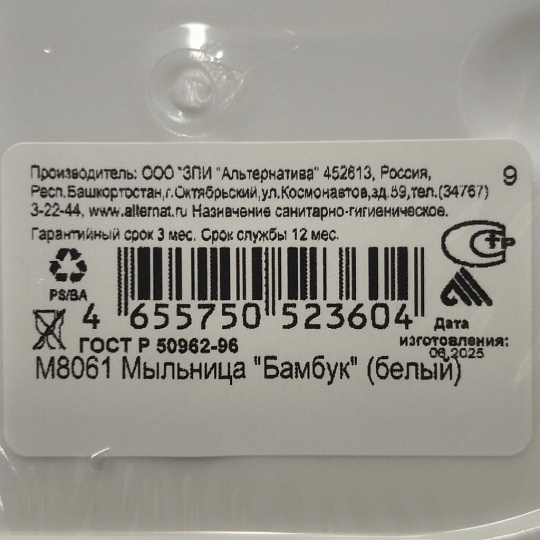 Производитель: ООО "ЗПИ "Альтернатива" 452613, Россия,
Респ.Башкортостан,г.Октябрьский,ул.Космонавтов,зд.59,тел.(34767)
3-22-44, www.alternat.ru Назначение санитарно-гигиеническое.
Гарантийный срок 3 мес. Срок службы 12 мес.
9
PS/ВА
4 655750 523604
Дата
изготовления:
06.2025
ГОСТ Р 50962-96
М8061 Мыльница "Бамбук" (белый)